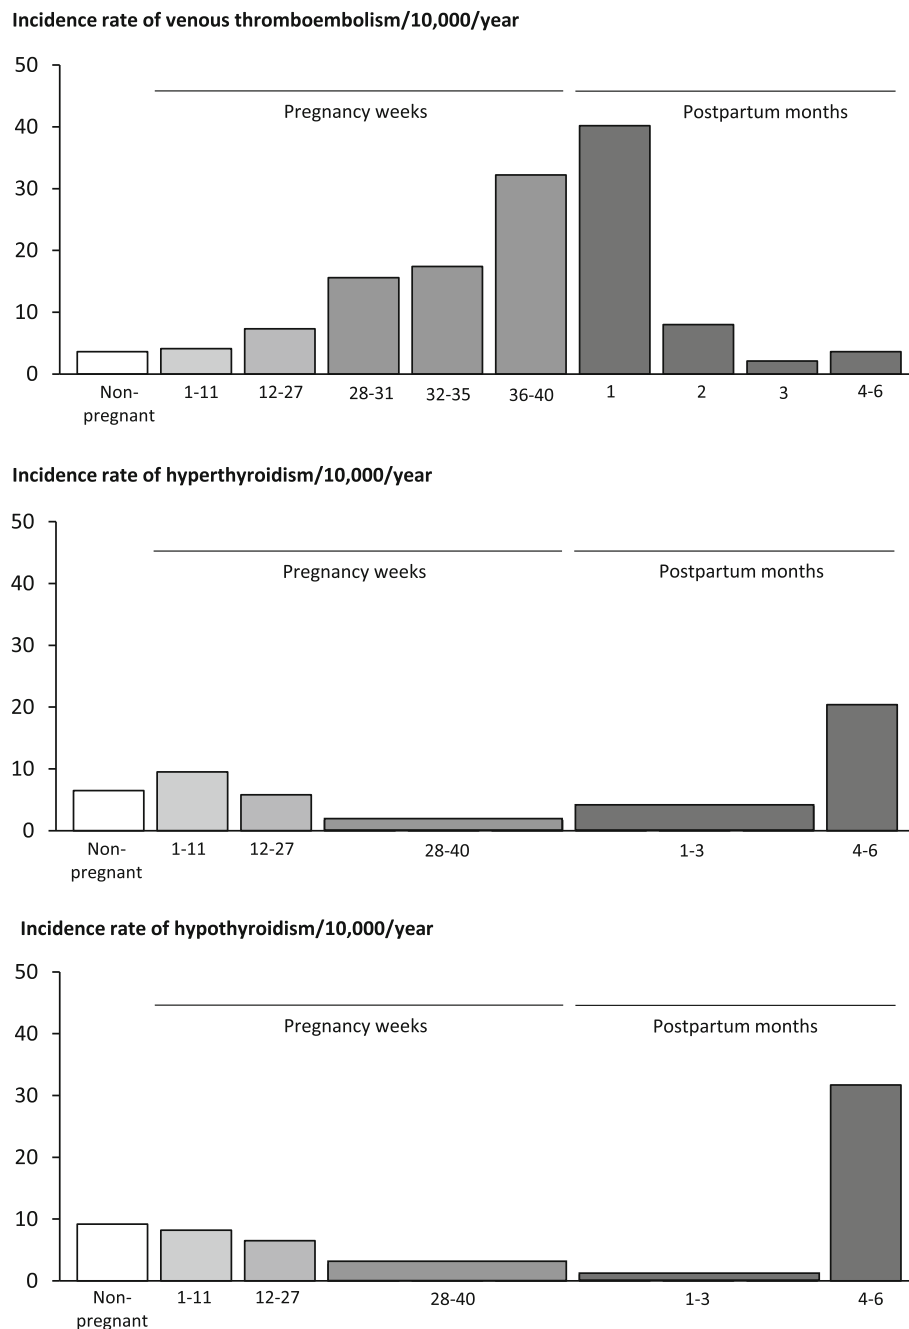 Incidence rate of venous thromboembolism/10,000/year
50
Pregnancy weeks Postpartum months
40
30
20
10
0
Non-
pregnant 1-11 12-27 28-31 32-35 36-40 1 2 3 4-6
Incidence rate of hyperthyroidism/10,000/year
50
Pregnancy weeks Postpartum months
40
30
20
10
0
Non-
pregnant 1-11 12-27 28-40 1-3 4-6
Incidence rate of hypothyroidism/10,000/year
50
Pregnancy weeks Postpartum months
40
30
20
10
0
Non-
pregnant 1-11 12-27 28-40 1-3 4-6